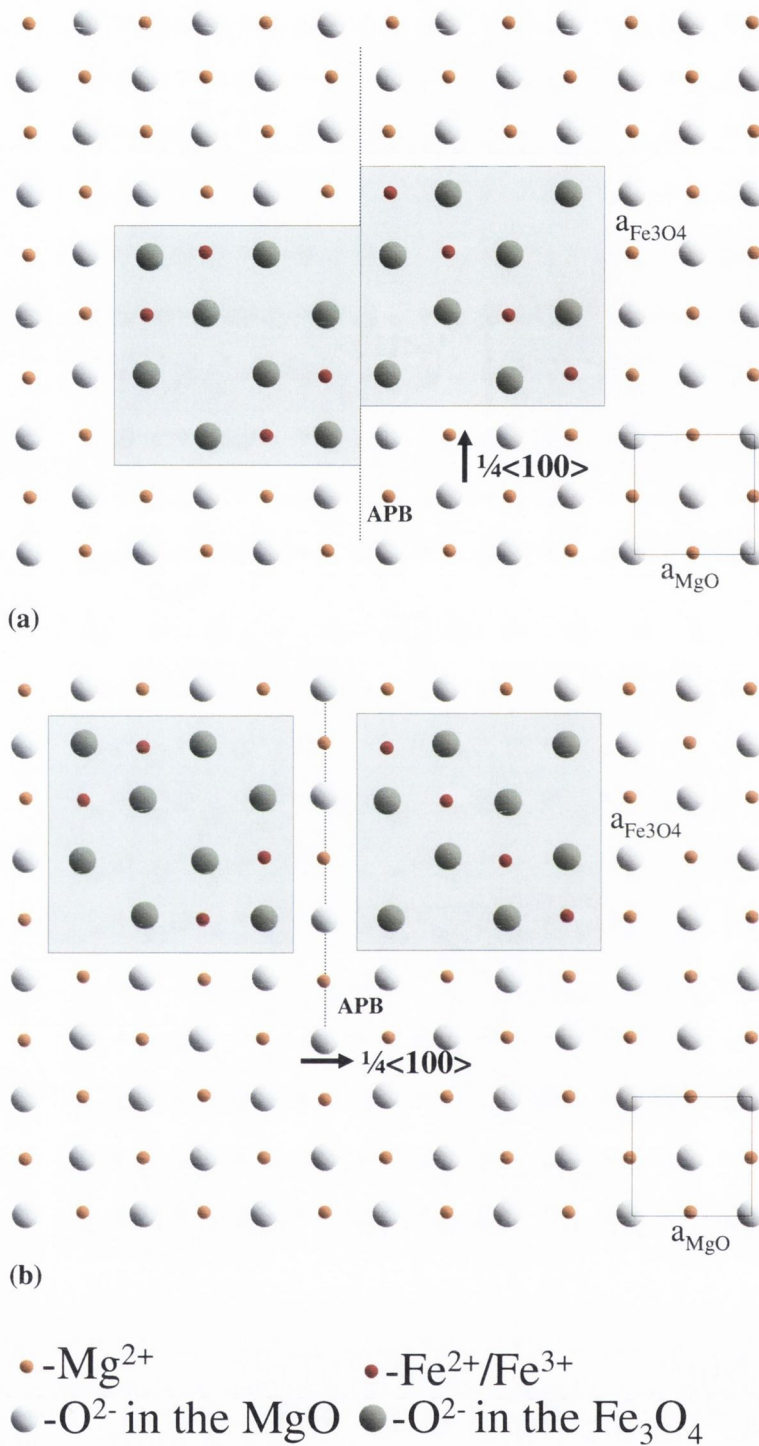 a_Fe3O4
¼<100>
APB
a_MgO
(a)
a_Fe3O4
APB
¼<100>
a_MgO
(b)
-Mg²⁺ -Fe²⁺/Fe³⁺
-O²⁻ in the MgO -O²⁻ in the Fe₃O₄